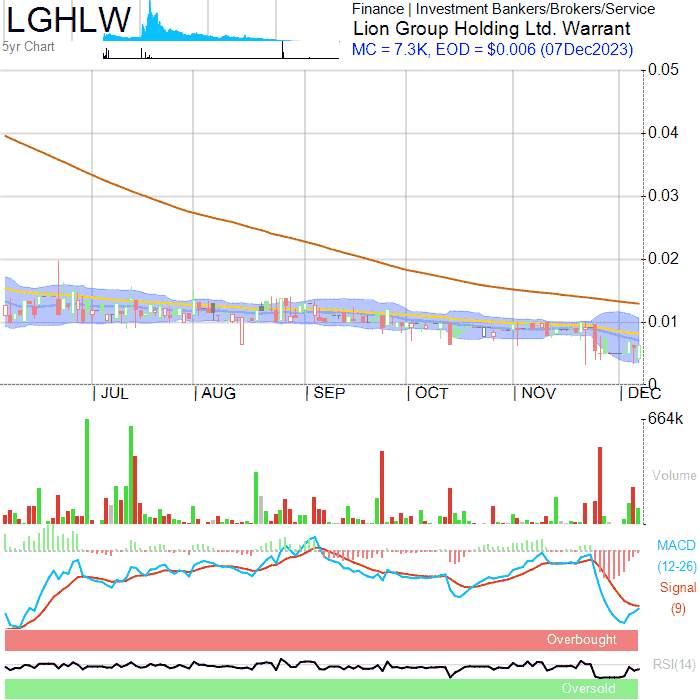 LGHLW
5yr Chart
Finance | Investment Bankers/Brokers/Service
Lion Group Holding Ltd. Warrant
MC = 7.3K, EOD = $0.006 (07Dec2023)
0.05
0.04
0.03
0.02
0.01
0
JUL AUG SEP OCT NOV DEC
664k
Volume
MACD
(12-26)
Signal
(9)
Overbought
RSI(14)
Oversold